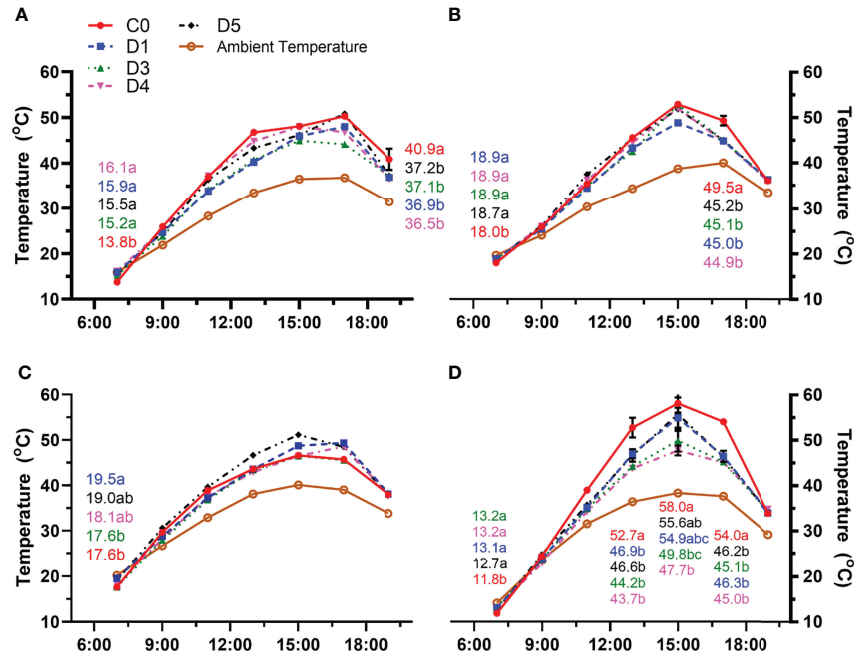 A
B
C0
D1
D3
D4
D5
Ambient Temperature
Temperature (°C)
60
50
40
30
20
10
16.1a
15.9a
15.5a
15.2a
13.8b
40.9a
37.2b
37.1b
36.9b
36.5b
6:00 9:00 12:00 15:00 18:00
18.9a
18.9a
18.9a
18.7a
18.0b
49.5a
45.2b
45.1b
45.0b
44.9b
60
50
40
30
20
10
Temperature (°C)
6:00 9:00 12:00 15:00 18:00
C
D
Temperature (°C)
60
50
40
30
20
10
19.5a
19.0ab
18.1ab
17.6b
17.6b
6:00 9:00 12:00 15:00 18:00
13.2a
13.2a
13.1a
12.7a
11.8b
52.7a
46.9b
46.6b
44.2b
43.7b
58.0a
55.6ab
54.9abc
49.8bc
47.7b
54.0a
46.2b
45.1b
46.3b
45.0b
60
50
40
30
20
10
Temperature (°C)
6:00 9:00 12:00 15:00 18:00